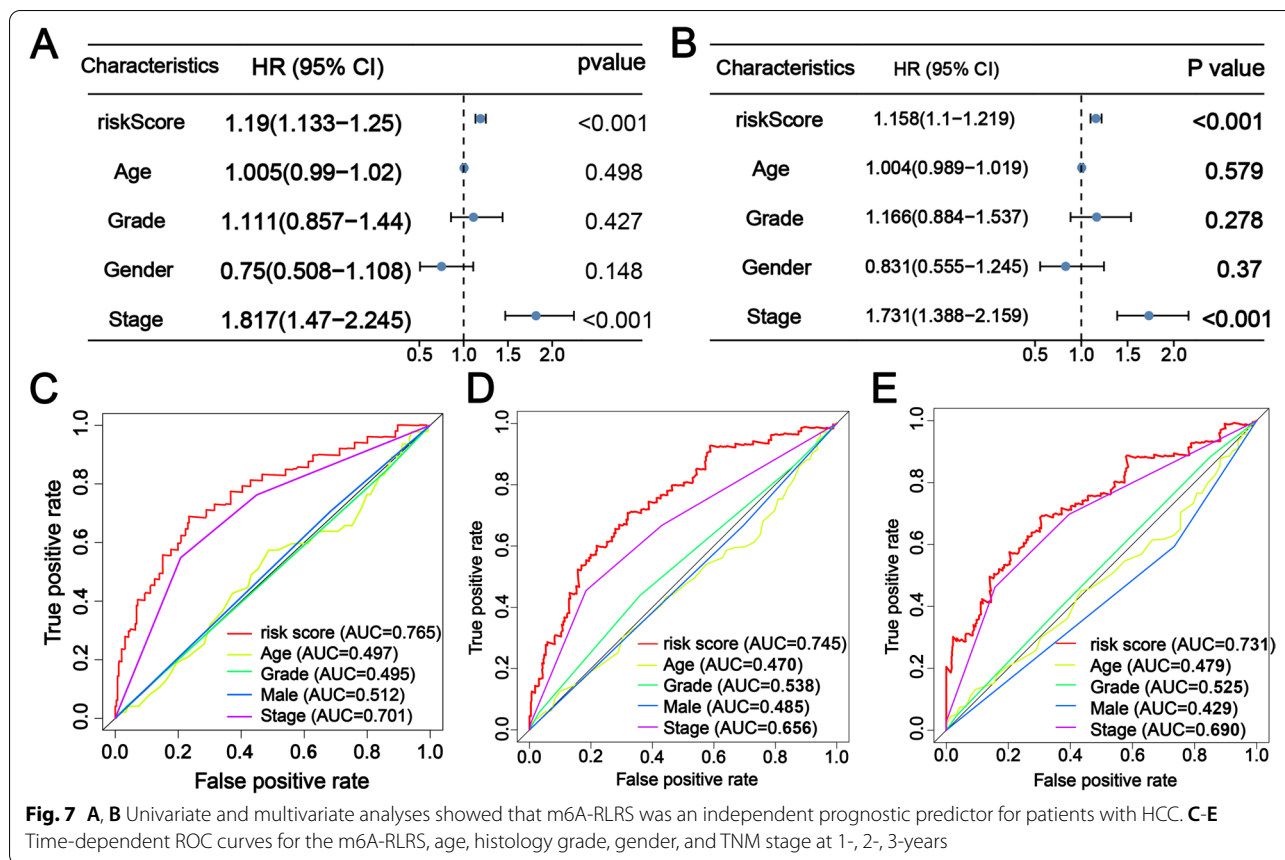 A
Characteristics HR (95% CI) pvalue
riskScore 1.19(1.133−1.25) <0.001
Age 1.005(0.99−1.02) 0.498
Grade 1.111(0.857−1.44) 0.427
Gender 0.75(0.508−1.108) 0.148
Stage 1.817(1.47−2.245) <0.001
0.5 1.0 1.5 2.0
B
Characteristics HR (95% CI) P value
riskScore 1.158(1.1−1.219) <0.001
Age 1.004(0.989−1.019) 0.579
Grade 1.166(0.884−1.537) 0.278
Gender 0.831(0.555−1.245) 0.37
Stage 1.731(1.388−2.159) <0.001
0.5 1.0 1.5 2.0
C
True positive rate
1.0
0.8
0.6
0.4
0.2
0.0
risk score (AUC=0.765)
Age (AUC=0.497)
Grade (AUC=0.495)
Male (AUC=0.512)
Stage (AUC=0.701)
0.0 0.2 0.4 0.6 0.8 1.0
False positive rate
D
True positive rate
1.0
0.8
0.6
0.4
0.2
0.0
risk score (AUC=0.745)
Age (AUC=0.470)
Grade (AUC=0.538)
Male (AUC=0.485)
Stage (AUC=0.656)
0.0 0.2 0.4 0.6 0.8 1.0
False positive rate
E
True positive rate
1.0
0.8
0.6
0.4
0.2
0.0
risk score (AUC=0.731)
Age (AUC=0.479)
Grade (AUC=0.525)
Male (AUC=0.429)
Stage (AUC=0.690)
0.0 0.2 0.4 0.6 0.8 1.0
False positive rate
Fig. 7 A, B Univariate and multivariate analyses showed that m6A-RLRS was an independent prognostic predictor for patients with HCC. C-E
Time-dependent ROC curves for the m6A-RLRS, age, histology grade, gender, and TNM stage at 1-, 2-, 3-years